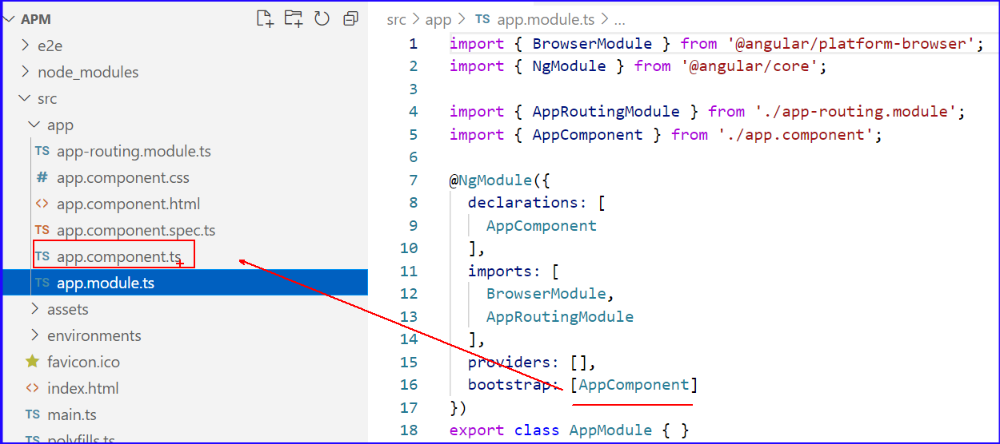 APM
e2e
node_modules
src
app
TS app-routing.module.ts
# app.component.css
<> app.component.html
TS app.component.spec.ts
TS app.component.ts
TS app.module.ts
assets
environments
favicon.ico
<> index.html
TS main.ts
TS polyfills.ts
src > app > TS app.module.ts > ...
1 import { BrowserModule } from '@angular/platform-browser';
2 import { NgModule } from '@angular/core';
3
4 import { AppRoutingModule } from './app-routing.module';
5 import { AppComponent } from './app.component';
6
7 @NgModule({
8 declarations: [
9 AppComponent
10 ],
11 imports: [
12 BrowserModule,
13 AppRoutingModule
14 ],
15 providers: [],
16 bootstrap: [AppComponent]
17 })
18 export class AppModule { }